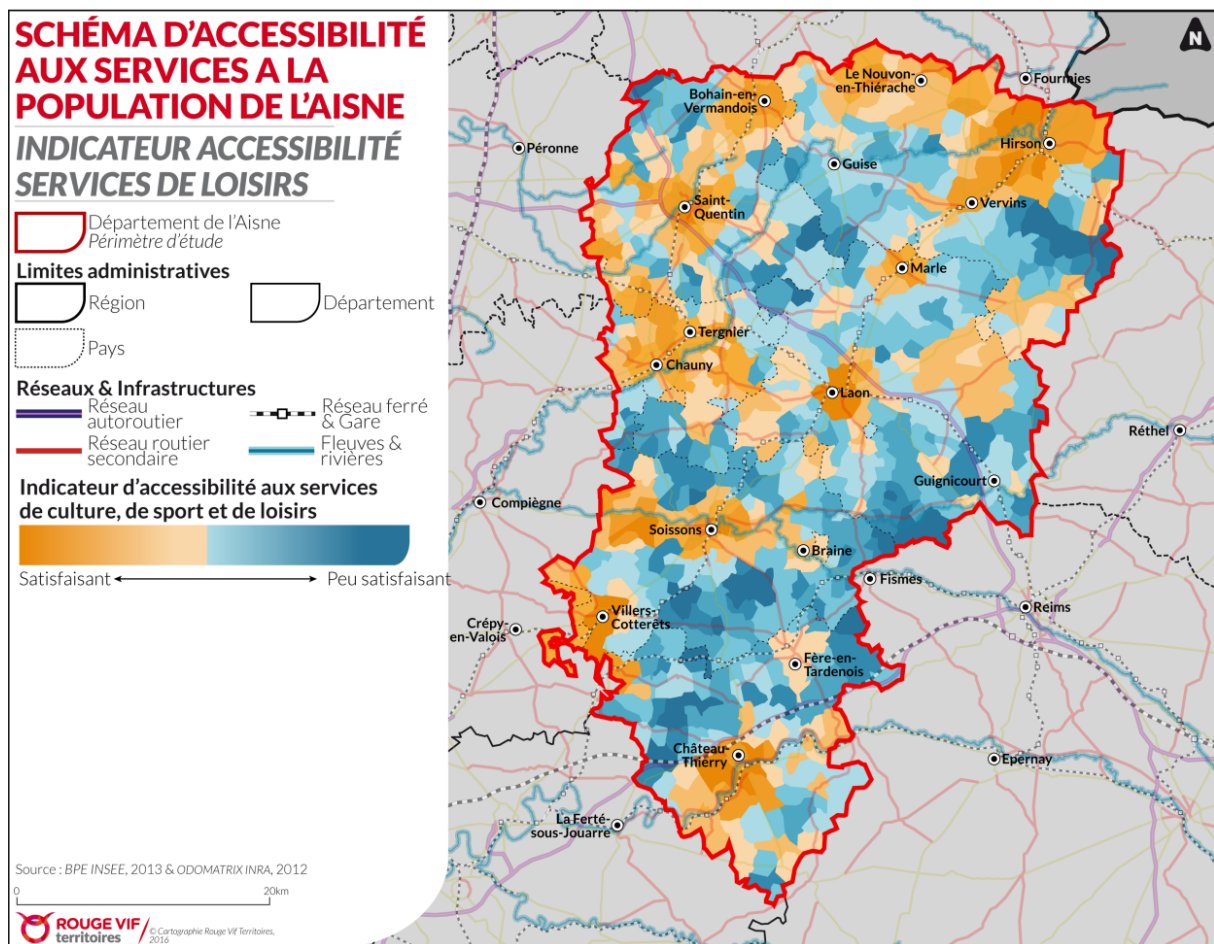 SCHÉMA D'ACCESSIBILITÉ
AUX SERVICES A LA
POPULATION DE L'AISNE
INDICATEUR ACCESSIBILITÉ
SERVICES DE LOISIRS
Département de l'Aisne
Périmètre d'étude
Limites administratives
Région
Département
Pays
Réseaux & Infrastructures
Réseau
autoroutier
Réseau ferré
& Gare
Réseau routier
secondaire
Fleuves &
rivières
Indicateur d'accessibilité aux services
de culture, de sport et de loisirs
Satisfaisant
Peu satisfaisant
Source : BPE INSEE, 2013 & ODOMATRIX INRA, 2012
0
20km
ROUGE VIF
territoires
© Cartographie Rouge Vif Territoires,
2016
N
Le Nouvon-
en-Thiérache
Fourmies
Bohain-en-
Vermandois
Péronne
Hirson
Guise
Saint-
Quentin
Vervins
Marle
Tergnier
Chauny
Laon
Réthel
Guignicourt
Compiègne
Soissons
Braine
Fismes
Reims
Villers-
Cotterêts
Crépy-
en-Valois
Fère-en-
Tardenois
Château-
Thierry
Epernay
La Ferté-
sous-Jouarre